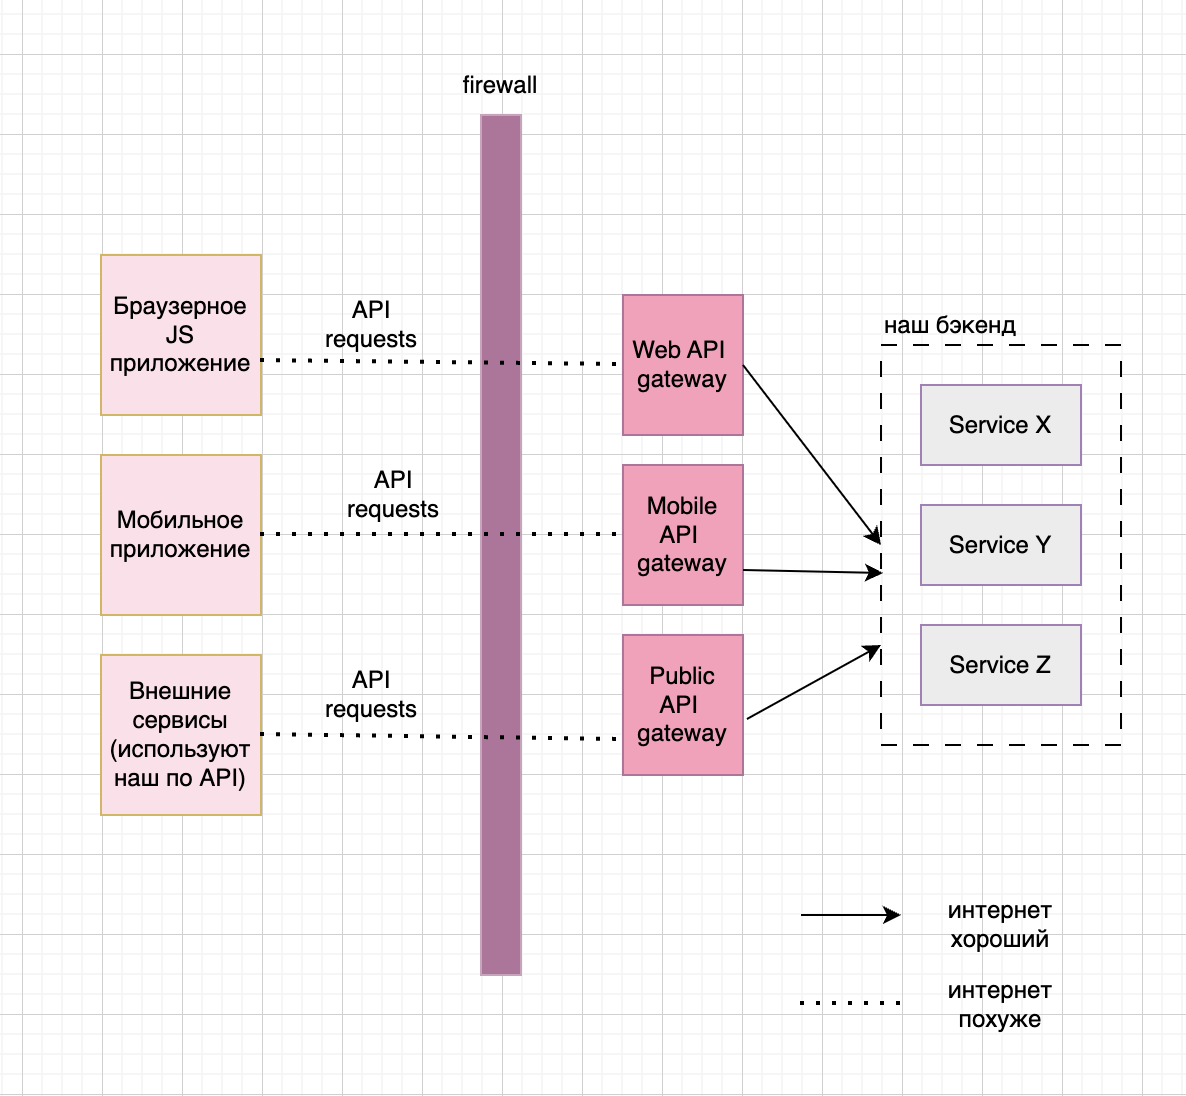 firewall
Браузерное
JS
приложение
API
requests
Web API
gateway
наш бэкенд
Service X
Мобильное
приложение
API
requests
Mobile
API
gateway
Service Y
Внешние
сервисы
(используют
наш по API)
API
requests
Public
API
gateway
Service Z
интернет
хороший
интернет
похуже